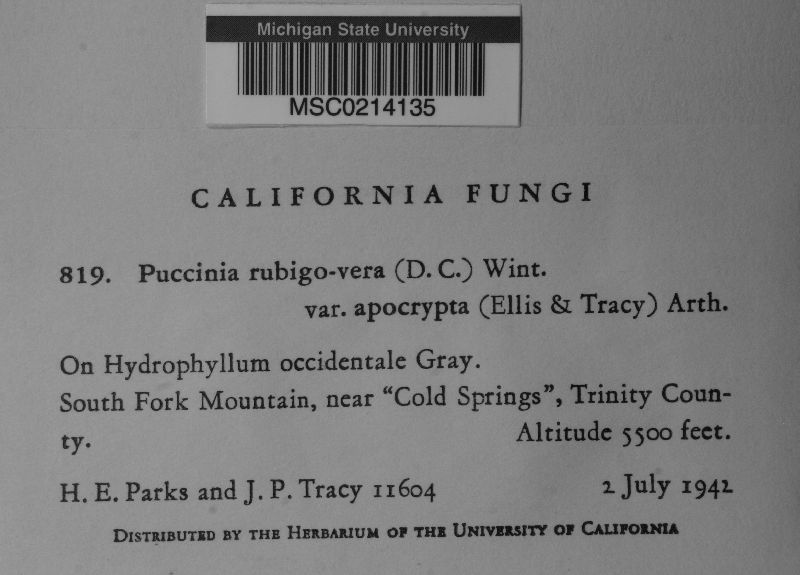 Michigan State University
MSC0214135
CALIFORNIA FUNGI
819. Puccinia rubigo-vera (D. C.) Wint.
var. apocrypta (Ellis & Tracy) Arth.
On Hydrophyllum occidentale Gray.
South Fork Mountain, near “Cold Springs”, Trinity Coun-
ty. Altitude 5500 feet.
H. E. Parks and J. P. Tracy 11604 2 July 1942
Distributed by the Herbarium of the University of California